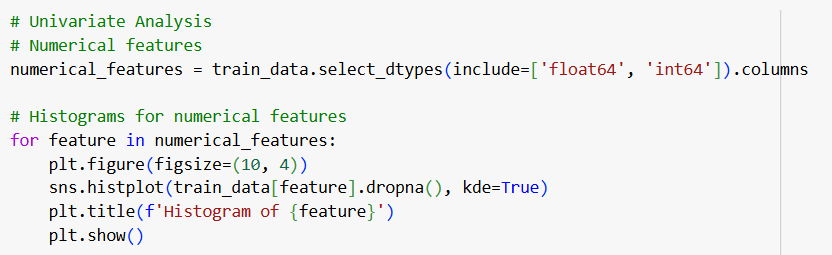 # Univariate Analysis
# Numerical features
numerical_features = train_data.select_dtypes(include=['float64', 'int64']).columns

# Histograms for numerical features
for feature in numerical_features:
    plt.figure(figsize=(10, 4))
    sns.histplot(train_data[feature].dropna(), kde=True)
    plt.title(f'Histogram of {feature}')
    plt.show()